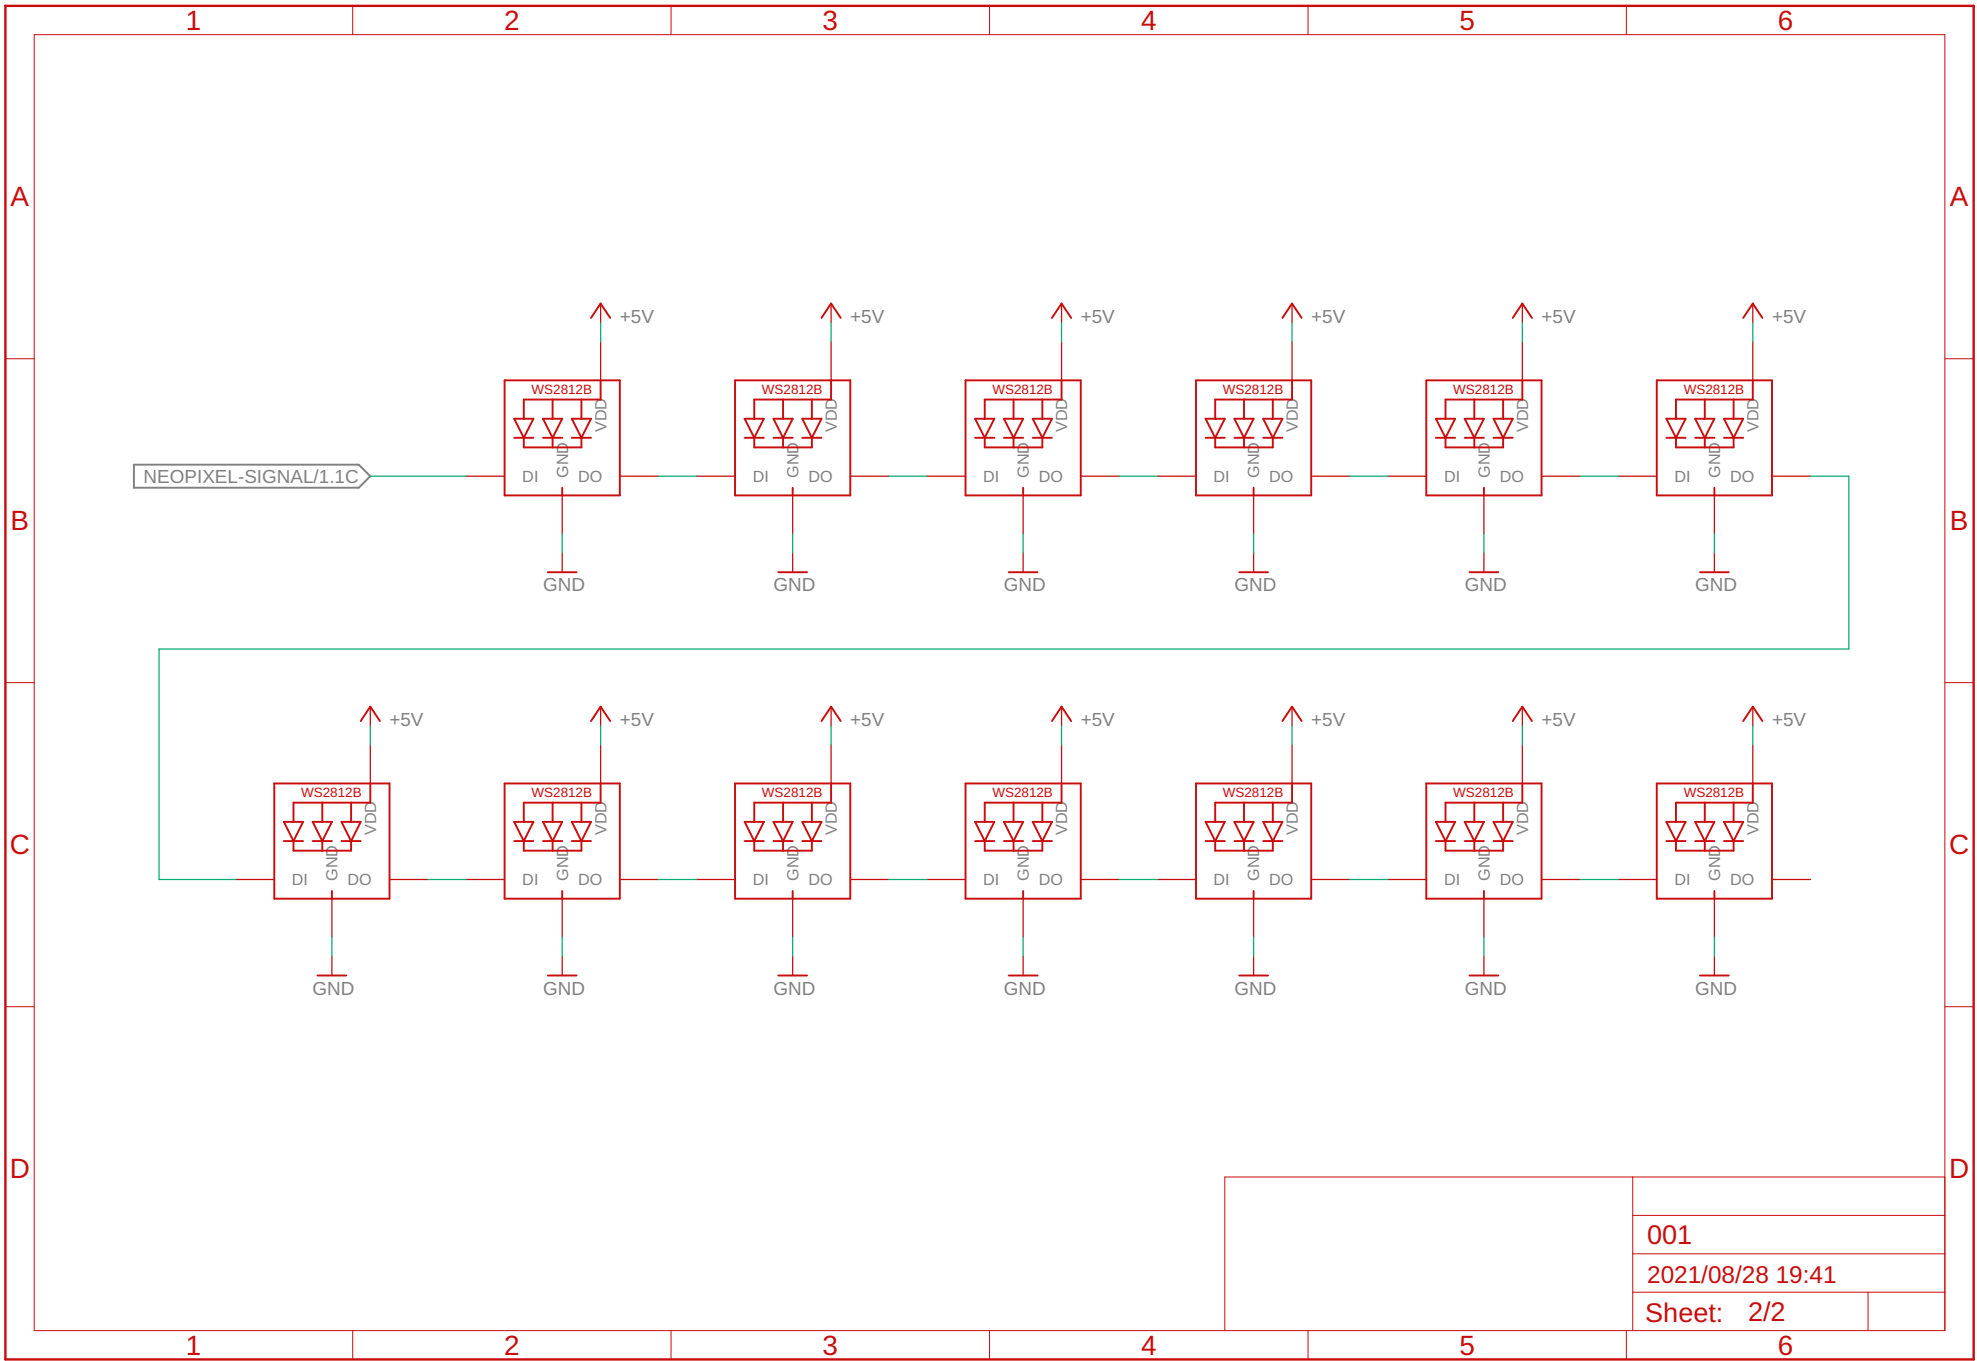 1 2 3 4 5 6
A A
+5V +5V +5V +5V +5V +5V
WS2812B WS2812B WS2812B WS2812B WS2812B WS2812B
VDD VDD VDD VDD VDD VDD
GND GND GND GND GND GND
NEOPIXEL-SIGNAL/1.1C DI DO DI DO DI DO DI DO DI DO DI DO
B B
GND GND GND GND GND GND
+5V +5V +5V +5V +5V +5V +5V
WS2812B WS2812B WS2812B WS2812B WS2812B WS2812B WS2812B
VDD VDD VDD VDD VDD VDD VDD
C C
GND GND GND GND GND GND GND
DI DO DI DO DI DO DI DO DI DO DI DO DI DO
GND GND GND GND GND GND GND
D D
001
2021/08/28 19:41
Sheet: 2/2
1 2 3 4 5 6